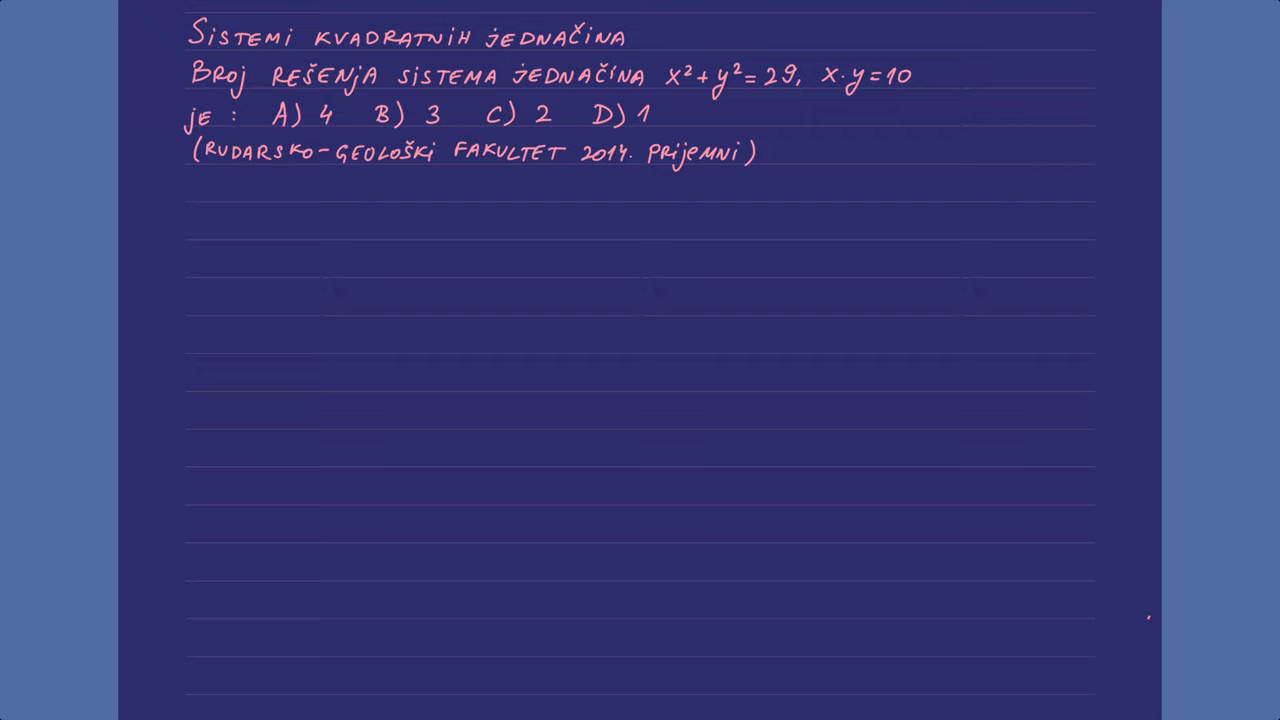 Sistemi kvadratnih jednačina
Broj rešenja sistema jednačina x² + y² = 29, x · y = 10
je : A) 4 B) 3 C) 2 D) 1
(Rudarsko-geološki fakultet 2014. prijemni)